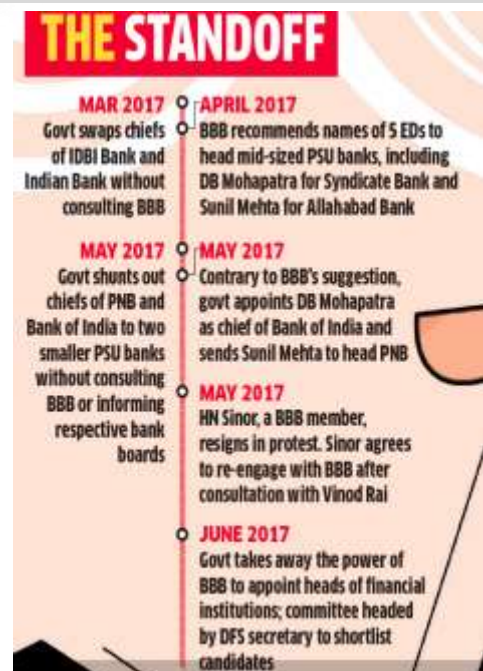 THE STANDOFF
MAR 2017
Govt swaps chiefs
of IDBI Bank and
Indian Bank without
consulting BBB
APRIL 2017
BBB recommends names of 5 EDs to
head mid-sized PSU banks, including
DB Mohapatra for Syndicate Bank and
Sunil Mehta for Allahabad Bank
MAY 2017
Govt shunts out
chiefs of PNB and
Bank of India to two
smaller PSU banks
without consulting
BBB or informing
respective bank
boards
MAY 2017
Contrary to BBB's suggestion,
govt appoints DB Mohapatra
as chief of Bank of India and
sends Sunil Mehta to head PNB
MAY 2017
HN Sinor, a BBB member,
resigns in protest. Sinor agrees
to re-engage with BBB after
consultation with Vinod Rai
JUNE 2017
Govt takes away the power of
BBB to appoint heads of financial
institutions; committee headed
by DFS secretary to shortlist
candidates